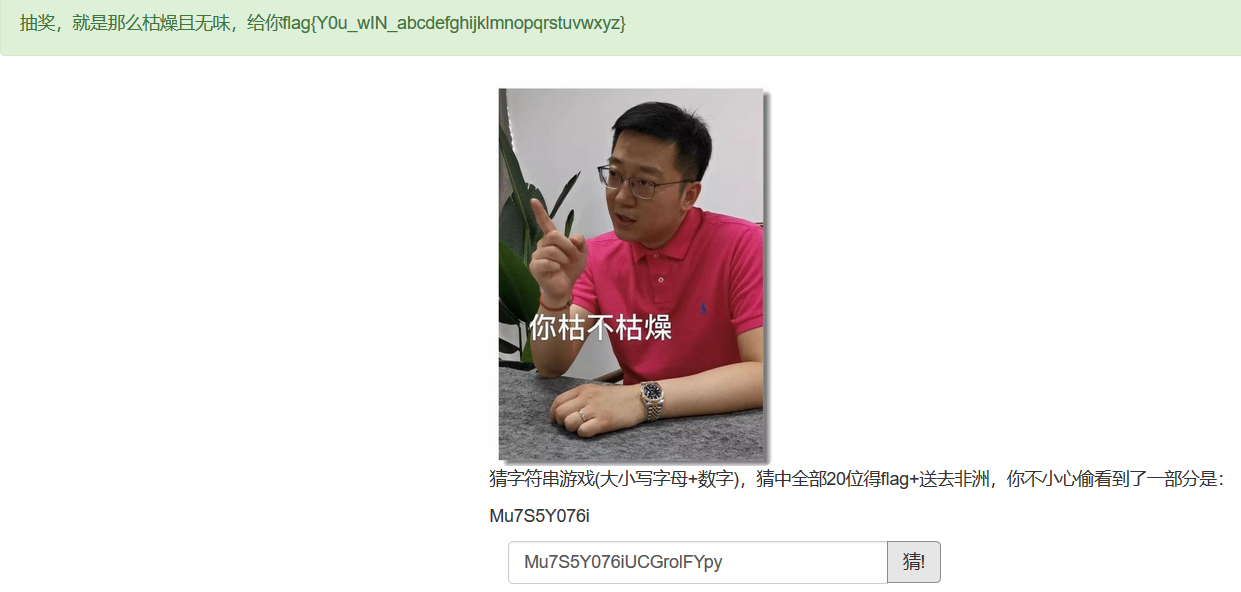 抽奖，就是那么枯燥且无味，给你flag{Y0u_wIN_abcdefghijklmnopqrstuvwxyz}
你枯不枯燥
猜字符串游戏(大小写字母+数字)，猜中全部20位得flag+送去非洲，你不小心偷看到了一部分是：
Mu7S5Y076i
Mu7S5Y076iUCGrolFYpy
猜!